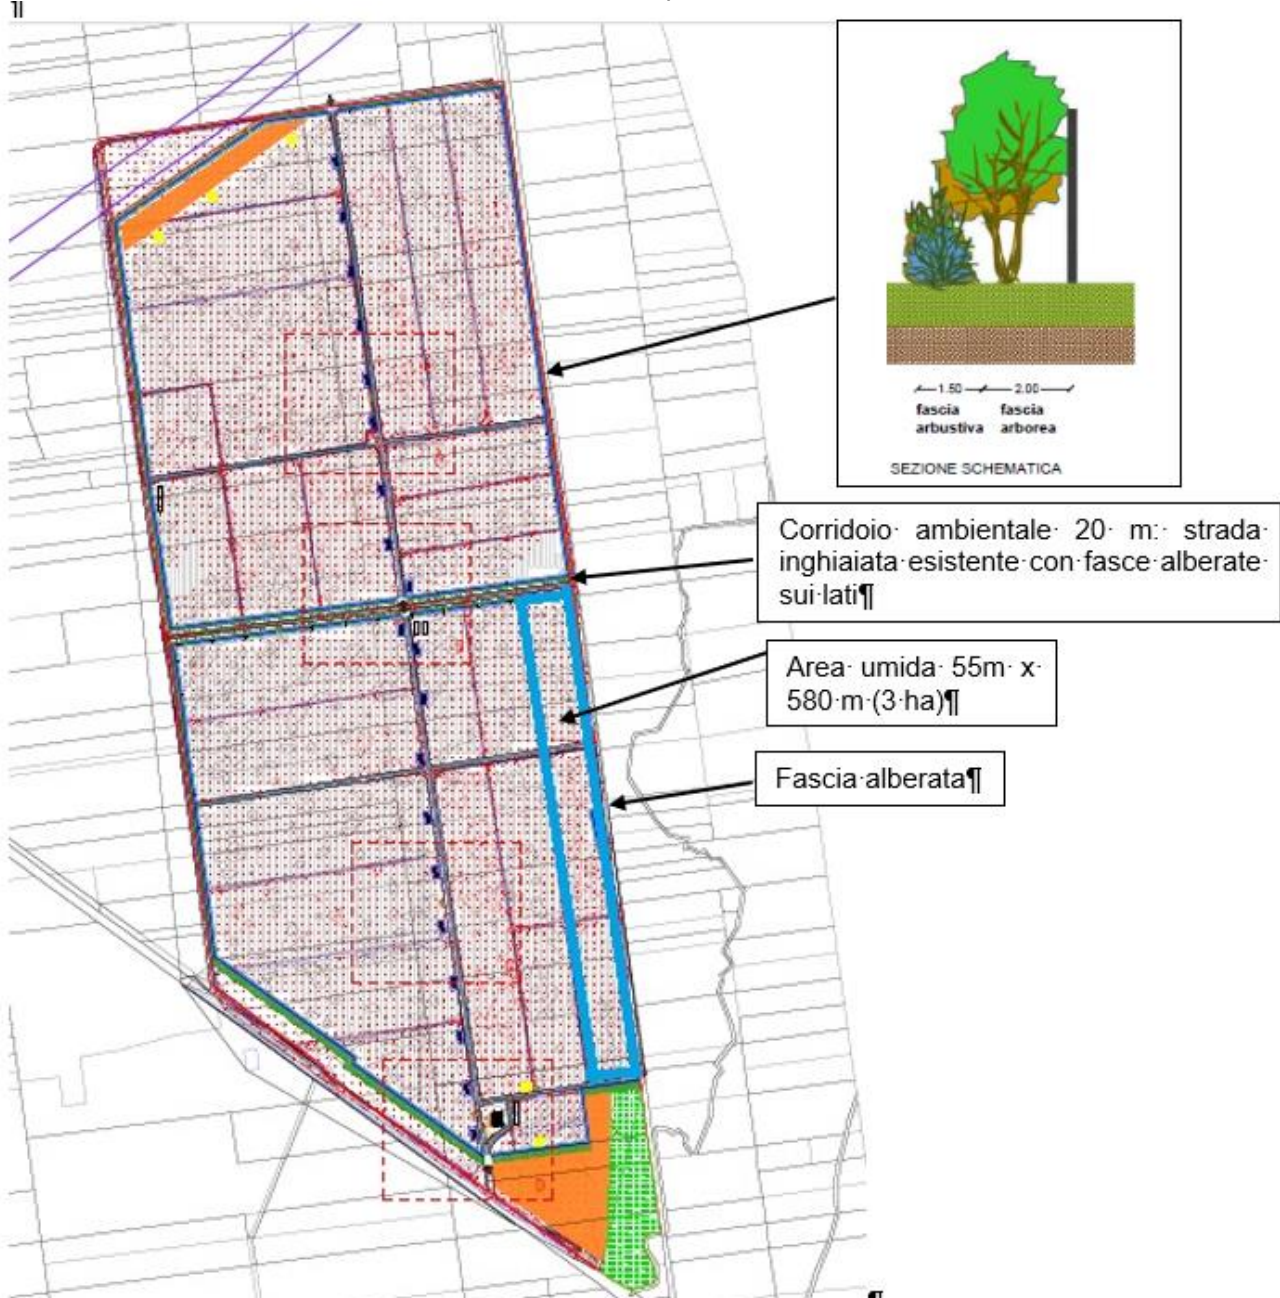 ¶
1.50 2.00
fascia fascia
arbustiva arborea
SEZIONE SCHEMATICA
Corridoio· ambientale· 20· m:· strada·
inghiaiata·esistente·con·fasce·alberate·
sui·lati¶
Area· umida· 55m· x·
580·m·(3·ha)¶
Fascia·alberata¶
¶